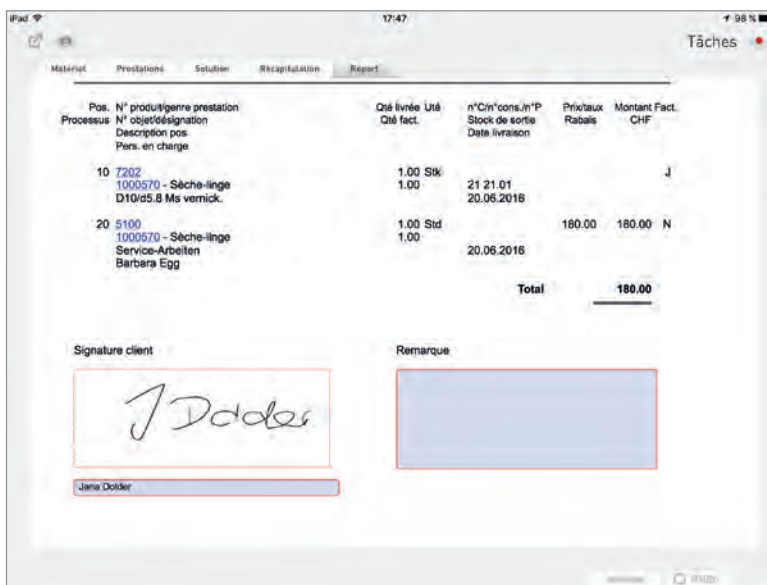 iPad 17:47 98 %
Tâches
Matériel Prestations Solution Récapitulation Report
Pos. N° produit/genre prestation Qté livrée Uté n°C/n°cons./n°P Prix/taux Montant Fact.
Processus N° objet/désignation Qté fact. Stock de sortie Rabais CHF
Description pos. Date livraison
Pers. en charge
10 7202 1.00 Stk J
1000570 - Sèche-linge 1.00 21 21.01
D10/d5.8 Ms vernick. 20.06.2016
20 5100 1.00 Std 180.00 180.00 N
1000570 - Sèche-linge 1.00
Service-Arbeiten 20.06.2016
Barbara Egg
Total 180.00
Signature client Remarque
J Dolder
Jana Dolder